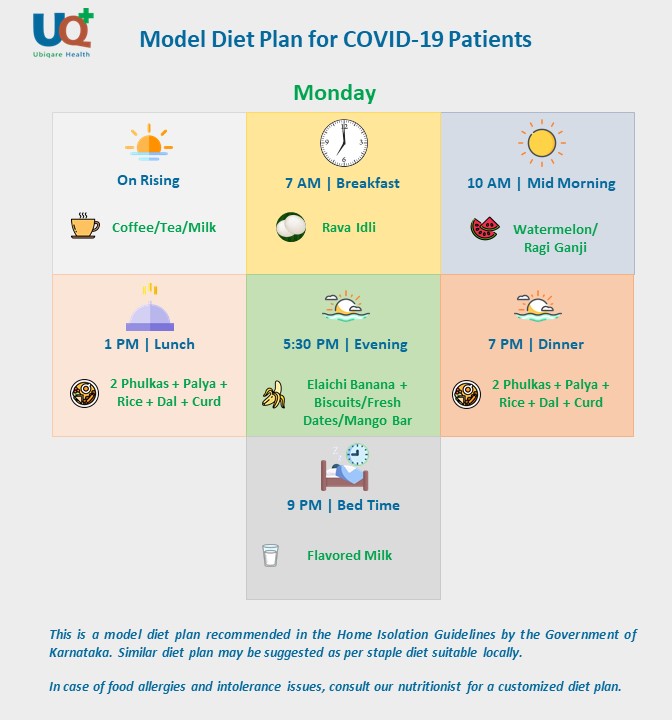 UQ
Ubiqare Health
Model Diet Plan for COVID-19 Patients
Monday
On Rising
Coffee/Tea/Milk
12
3
6
9
7 AM | Breakfast
Rava Idli
10 AM | Mid Morning
Watermelon/
Ragi Ganji
1 PM | Lunch
2 Phulkas + Palya +
Rice + Dal + Curd
5:30 PM | Evening
Elaichi Banana +
Biscuits/Fresh
Dates/Mango Bar
7 PM | Dinner
2 Phulkas + Palya +
Rice + Dal + Curd
9 PM | Bed Time
Flavored Milk
This is a model diet plan recommended in the Home Isolation Guidelines by the Government of
Karnataka. Similar diet plan may be suggested as per staple diet suitable locally.
In case of food allergies and intolerance issues, consult our nutritionist for a customized diet plan.